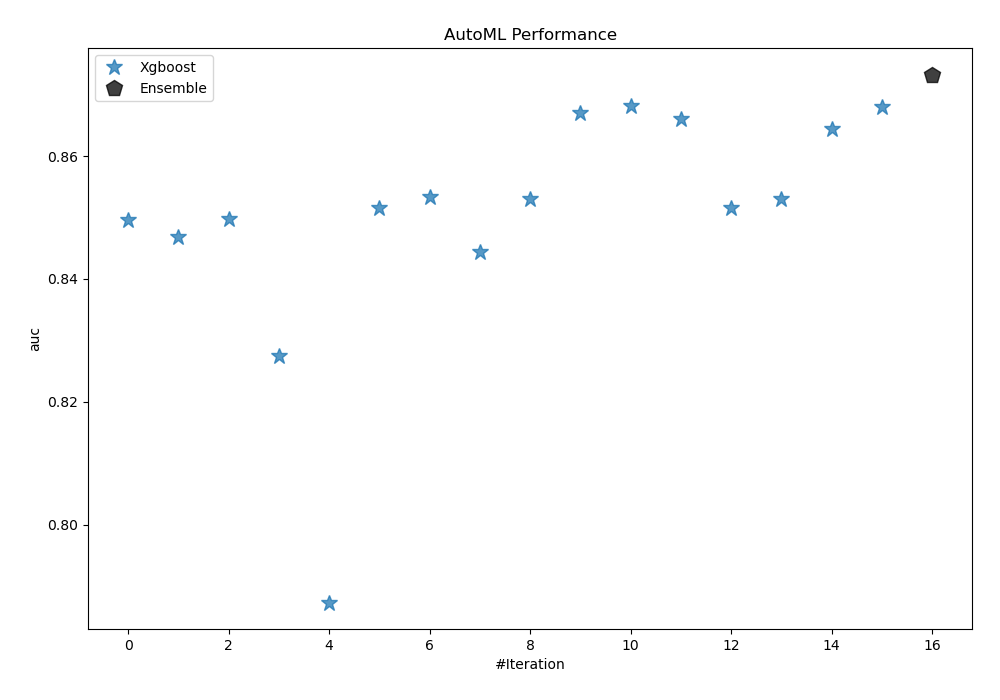 AutoML Performance
Xgboost
Ensemble
0.86
0.84
0.82
0.80
auc
0 2 4 6 8 10 12 14 16
#Iteration